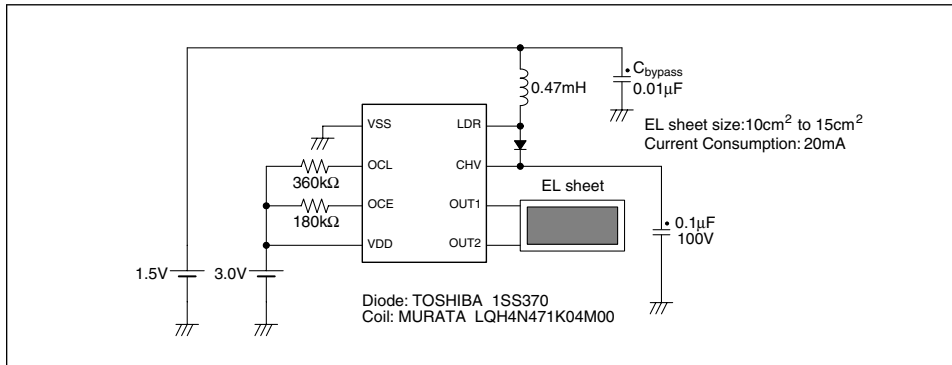 C bypass
0.01µF
0.47mH
EL sheet size:10cm² to 15cm²
Current Consumption: 20mA
VSS
LDR
OCL
CHV
360kΩ
EL sheet
OCE
OUT1
180kΩ
0.1µF
100V
VDD
OUT2
1.5V
3.0V
Diode: TOSHIBA 1SS370
Coil: MURATA LQH4N471K04M00